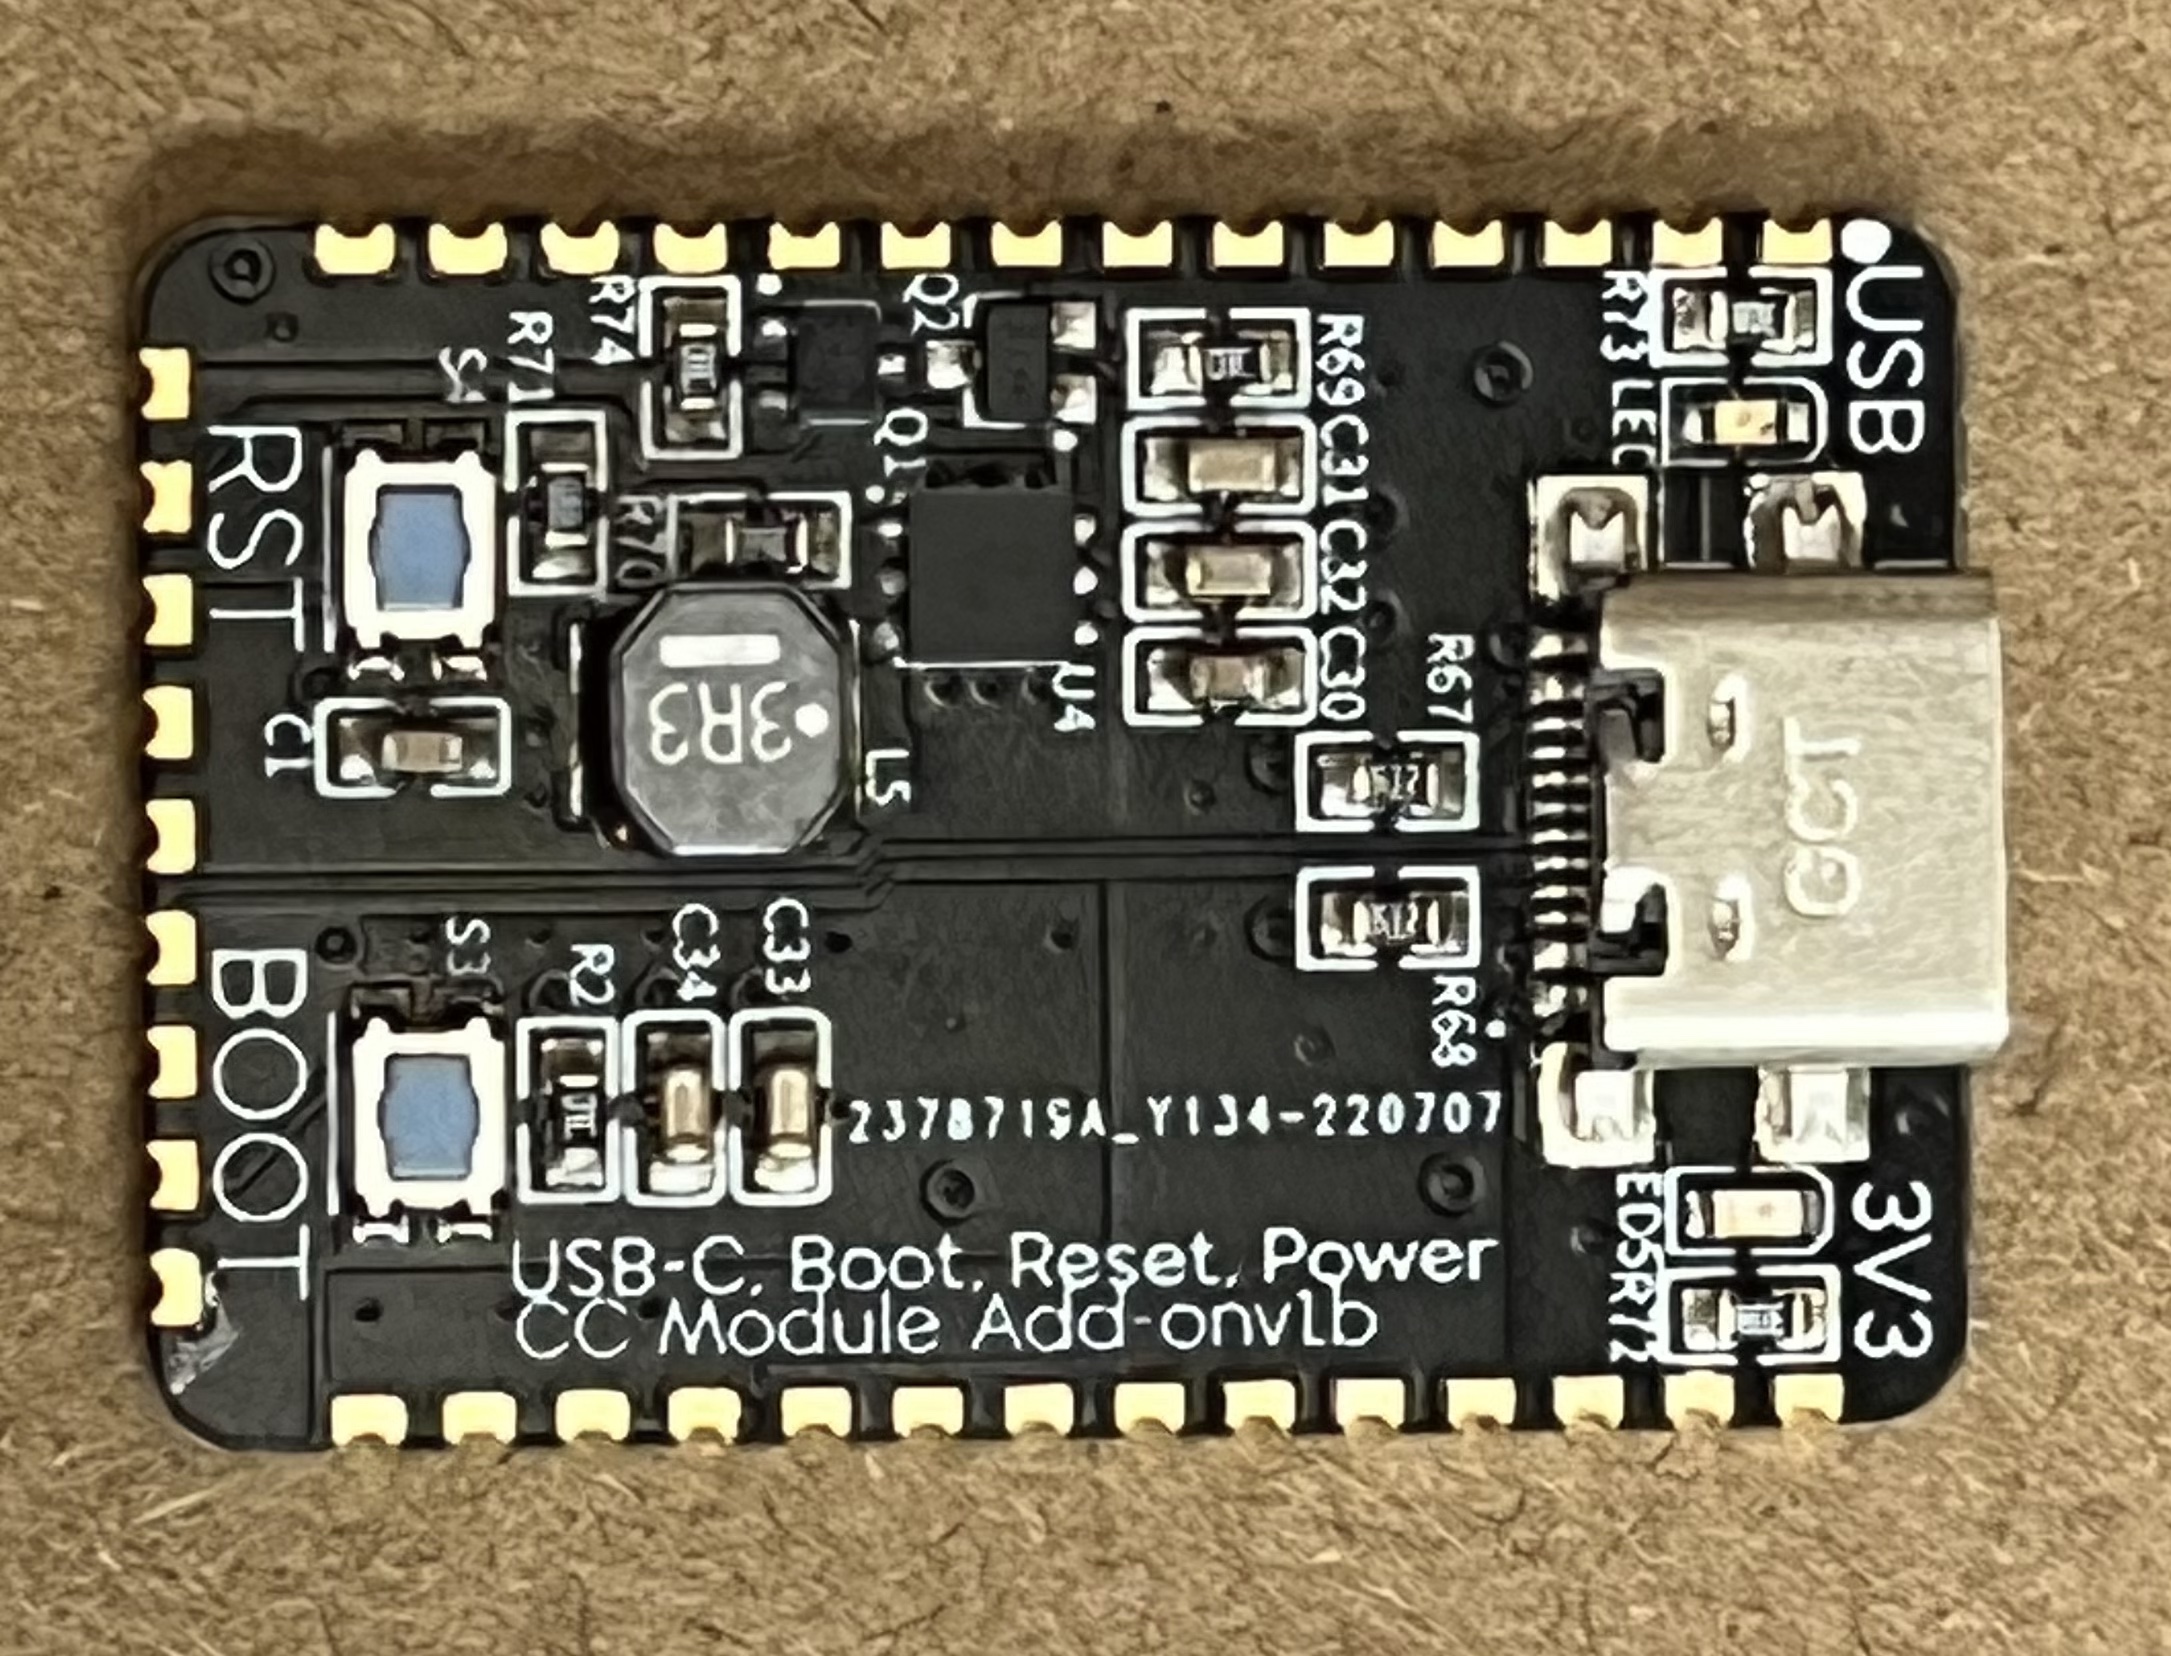 R74
Q2
R73
USB
R71
S4
R69
C31
C32
C30
LED
Q1
RST
R70
U4
R67
3R3
L5
C1
GCT
S3
R2
C34
C33
BOOT
R68
2378719A_Y134-220707
USB-C, Boot, Reset, Power
CC Module Add-onv1b
R72
3V3